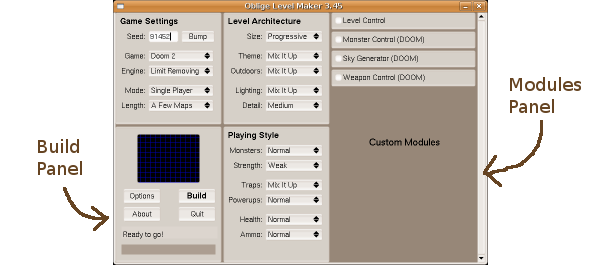 Oblige Level Maker 3.45
Game Settings
Seed: 91452 Bump
Game: Doom 2
Engine: Limit Removing
Mode: Single Player
Length: A Few Maps
Level Architecture
Size: Progressive
Theme: Mix It Up
Outdoors: Mix It Up
Lighting: Mix It Up
Detail: Medium
Level Control
Monster Control (DOOM)
Sky Generator (DOOM)
Weapon Control (DOOM)
Custom Modules
Modules
Panel
Build
Panel
Options Build
About Quit
Ready to go!
Playing Style
Monsters: Normal
Strength: Weak
Traps: Mix It Up
Powerups: Normal
Health: Normal
Ammo: Normal